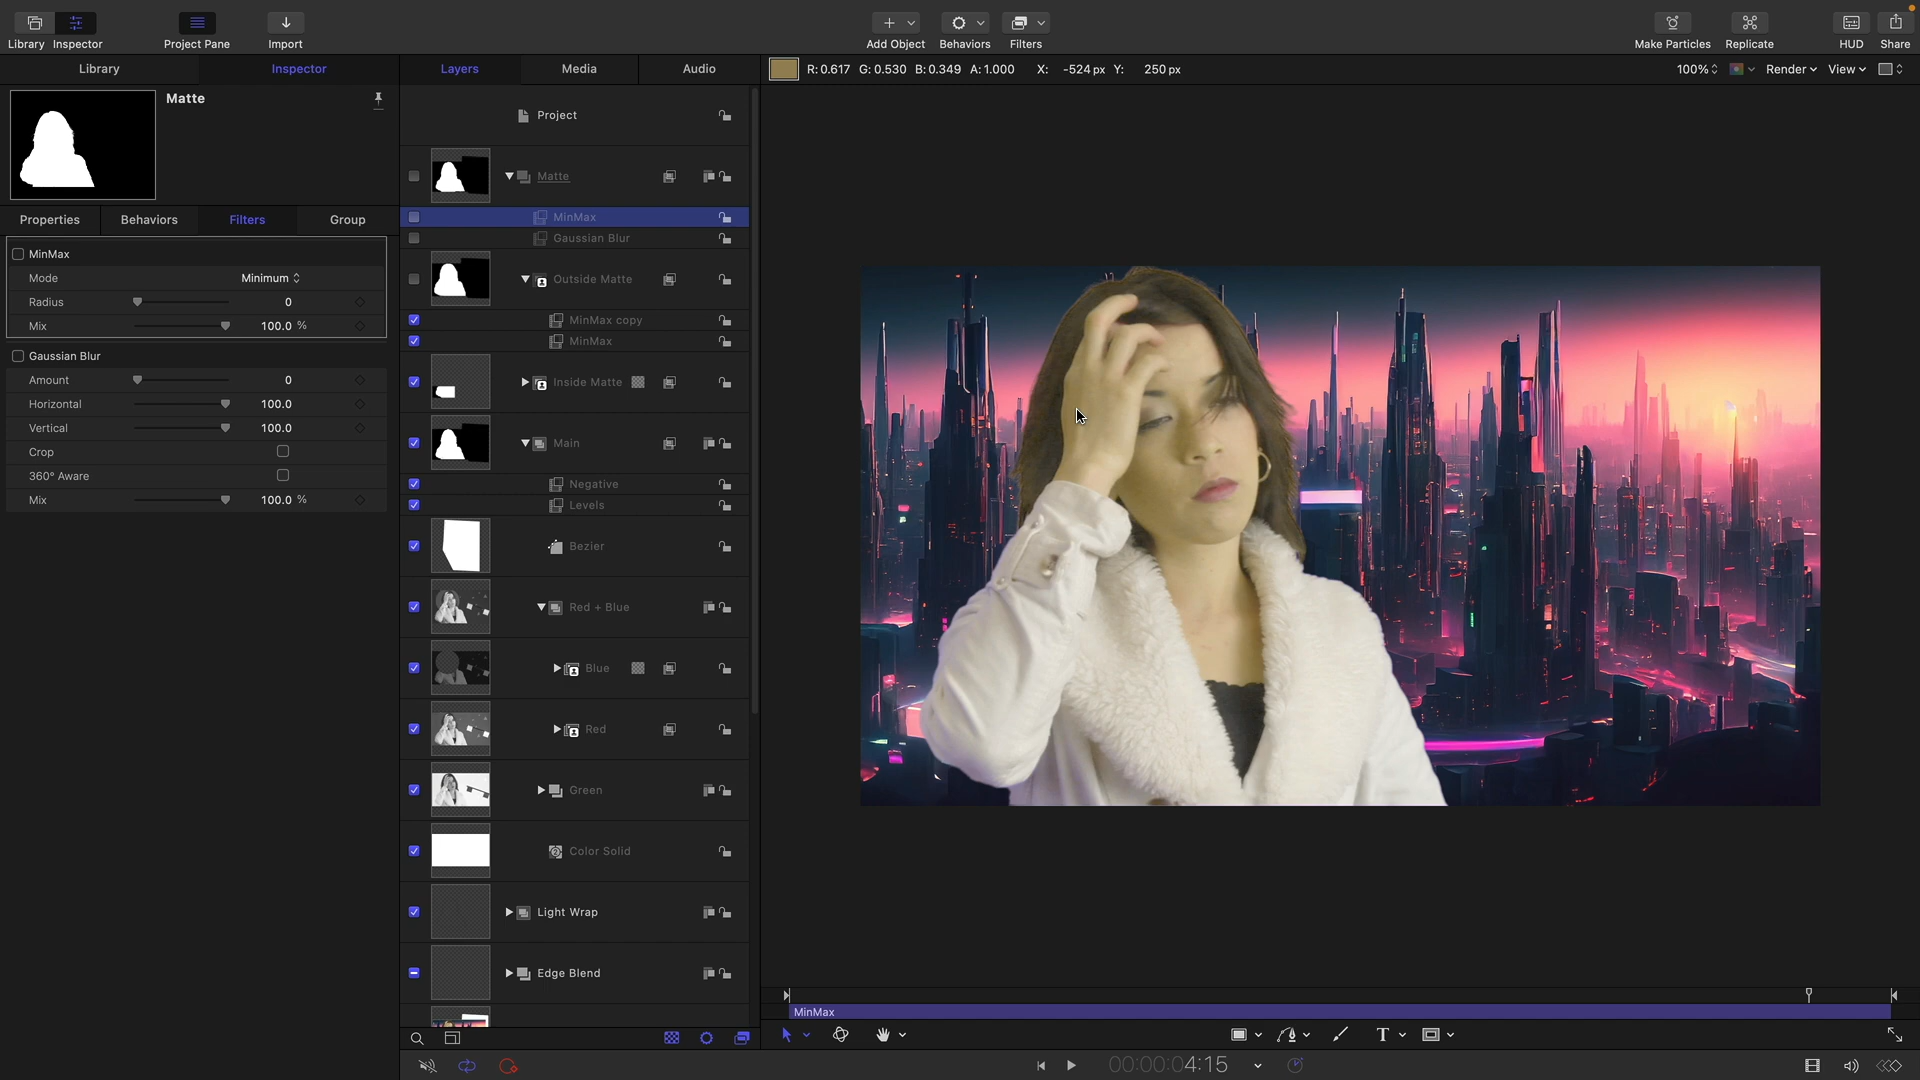 Library Inspector
Project Pane
Import
Add Object
Behaviors
Filters
Make Particles
Replicate
HUD
Share
Library
Inspector
Layers
Media
Audio
R:0.617 G: 0.530 B:0.349 A:1.000 X: -524 px Y: 250 px
100%
Render
View
Matte
Properties
Behaviors
Filters
Group
MinMax
Mode Minimum
Radius 0
Mix 100.0 %
Gaussian Blur
Amount 0
Horizontal 100.0
Vertical 100.0
Crop
360° Aware
Mix 100.0 %
Project
Matte
MinMax
Gaussian Blur
Outside Matte
MinMax copy
MinMax
Inside Matte
Main
Negative
Levels
Bezier
Red + Blue
Blue
Red
Green
Color Solid
Light Wrap
Edge Blend
MinMax
T
00:00:04:15